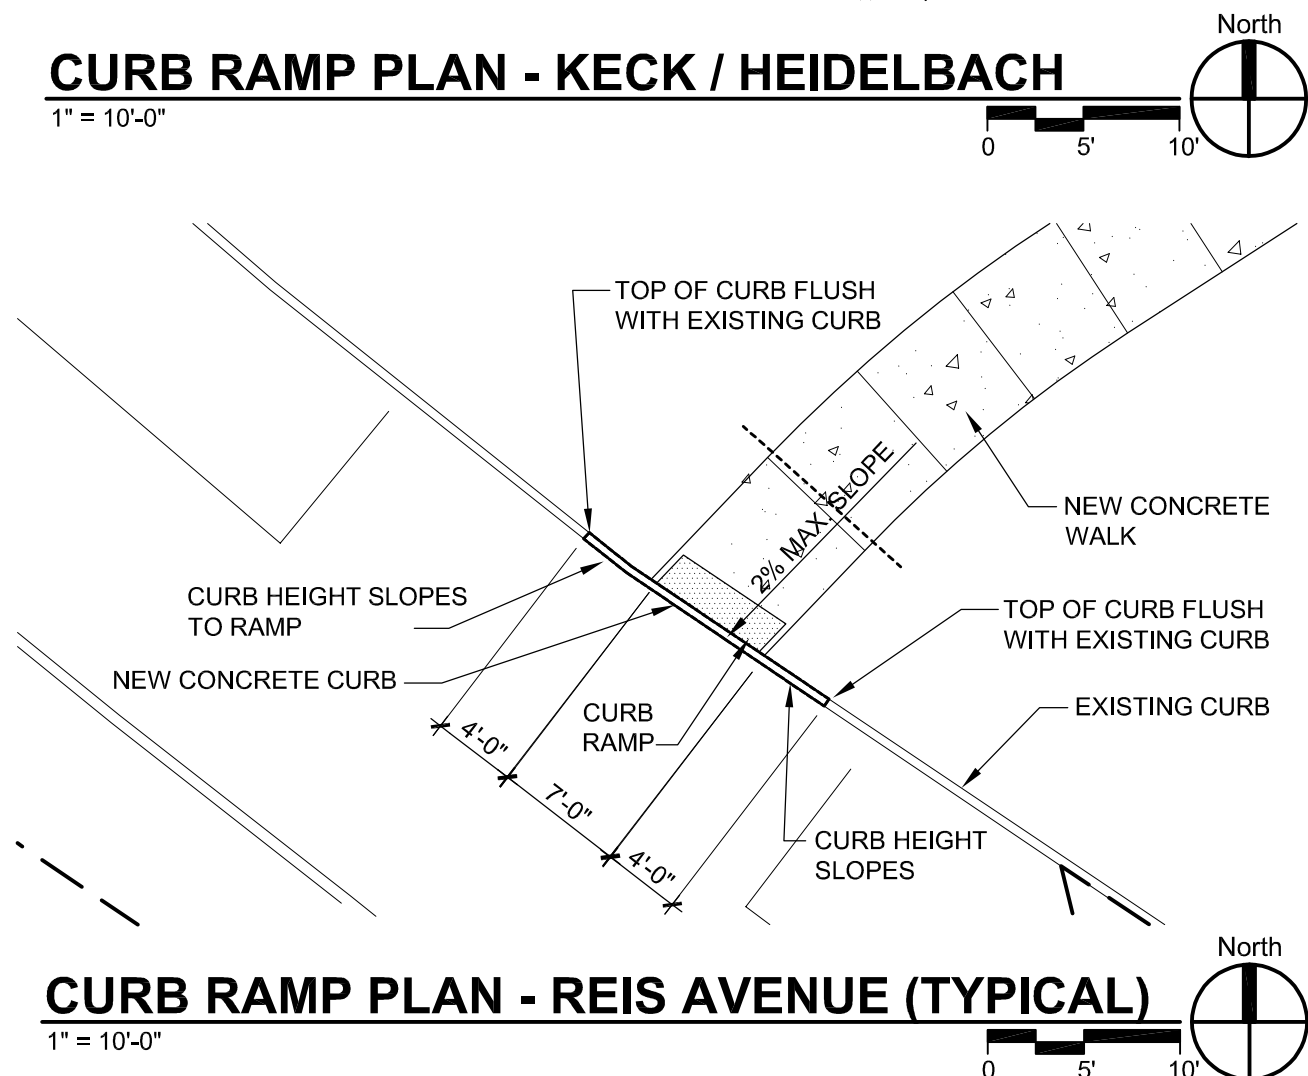 North
CURB RAMP PLAN - KECK / HEIDELBACH
1" = 10'-0"
0 5' 10'
TOP OF CURB FLUSH
WITH EXISTING CURB
2% MAX. SLOPE
NEW CONCRETE
WALK
CURB HEIGHT SLOPES
TO RAMP
TOP OF CURB FLUSH
WITH EXISTING CURB
NEW CONCRETE CURB
CURB
RAMP
EXISTING CURB
4'-0"
7'-0"
4'-0"
CURB HEIGHT
SLOPES
North
CURB RAMP PLAN - REIS AVENUE (TYPICAL)
1" = 10'-0"
0 5' 10'